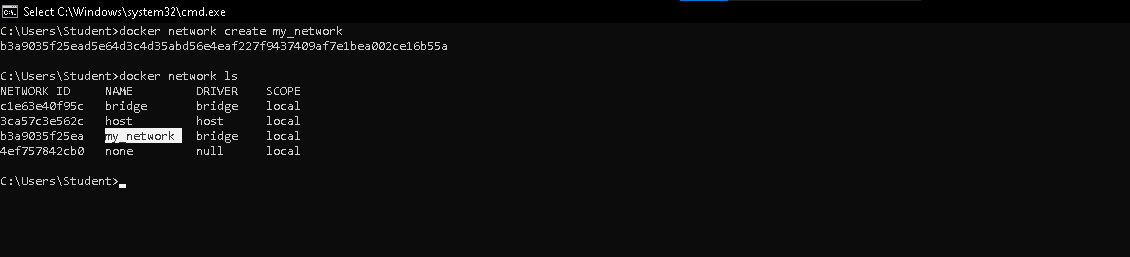 Select C:\Windows\system32\cmd.exe
C:\Users\Student>docker network create my_network
b3a9035f25ead5e64d3c4d35abd56e4eaf227f9437409af7e1bea002ce16b55a
C:\Users\Student>docker network ls
NETWORK ID     NAME         DRIVER    SCOPE
c1e63e40f95c   bridge       bridge    local
3ca57c3e562c   host         host      local
b3a9035f25ea   my_network   bridge    local
4ef757842cb0   none         null      local
C:\Users\Student>